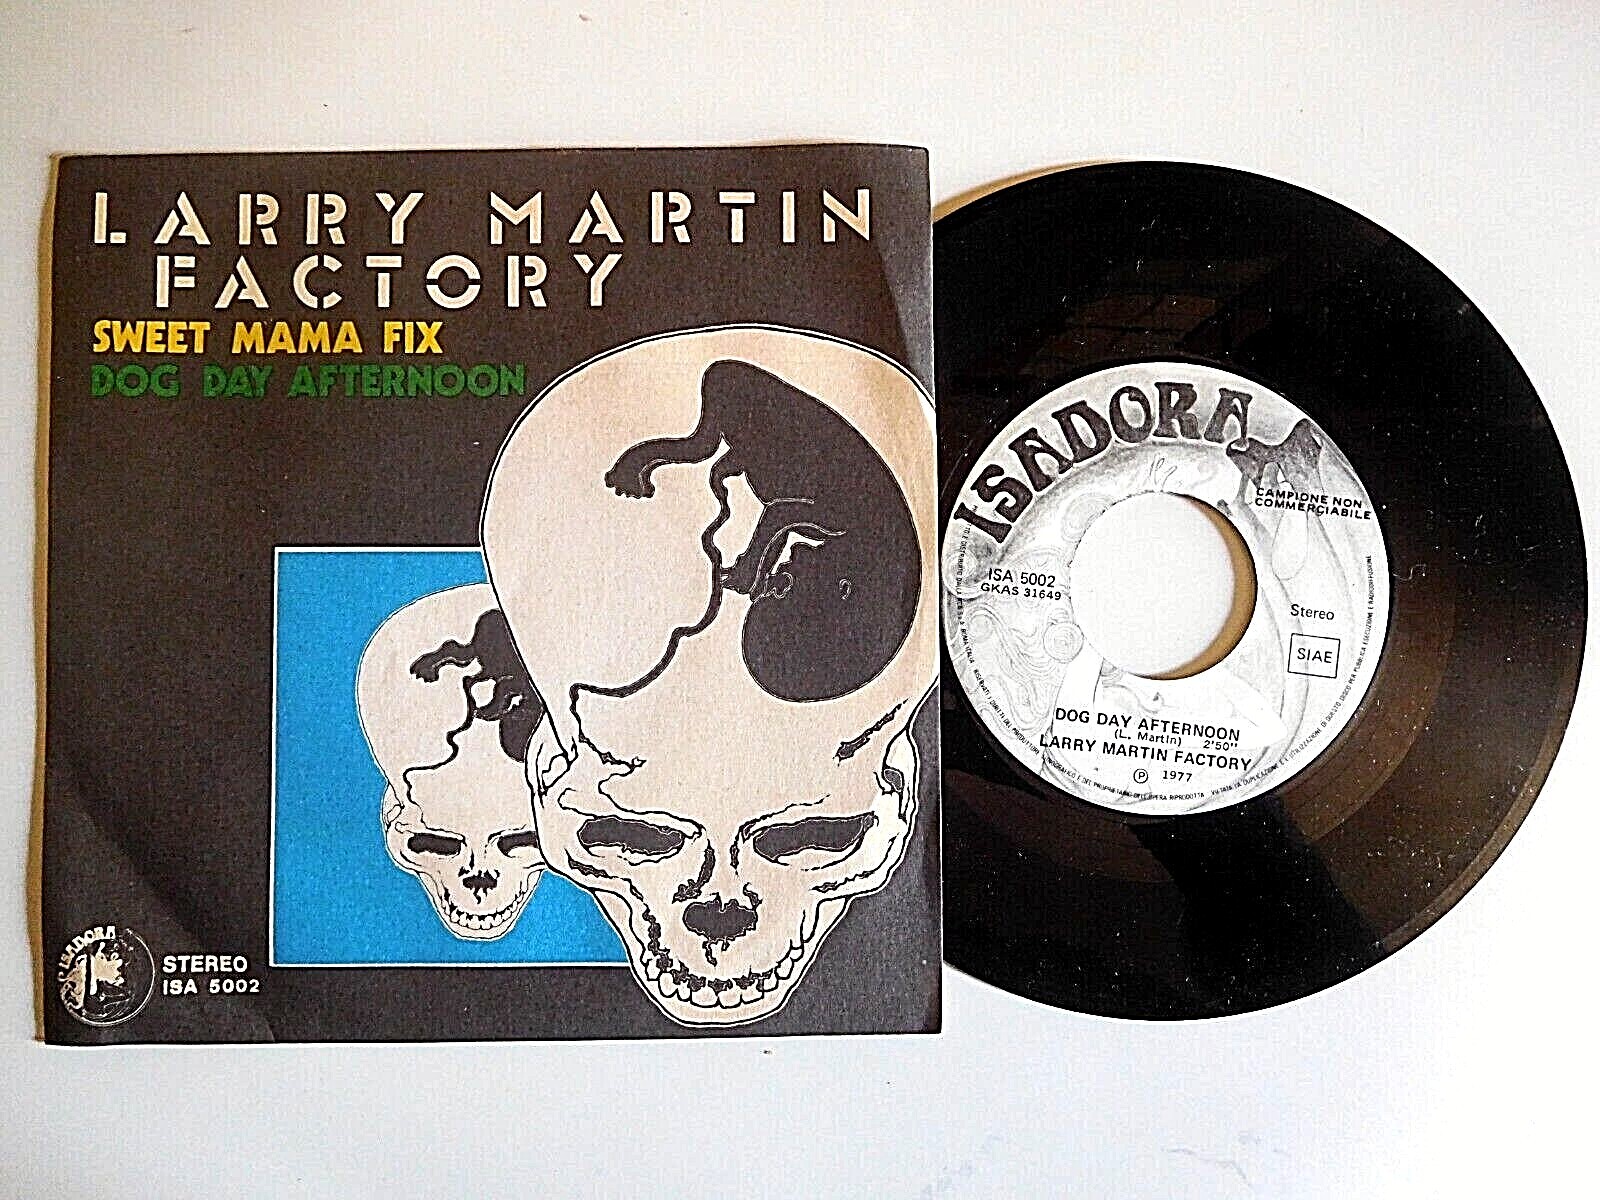 LARRY MARTIN
FACTORY
SWEET MAMA FIX
DOG DAY AFTERNOON
ISADORA
STEREO
ISA 5002
ISADORA
CAMPIONE NON
COMMERCIABILE
ISA 5002
GKAS 31649
Stereo
SIAE
DOG DAY AFTERNOON
(L. Martin) 2'50"
LARRY MARTIN FACTORY
℗ 1977